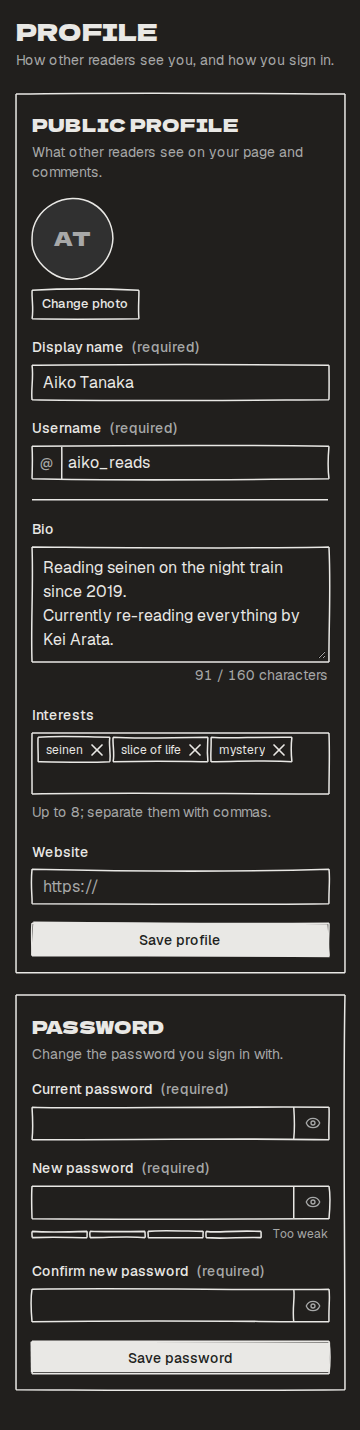 PROFILE
How other readers see you, and how you sign in.
PUBLIC PROFILE
What other readers see on your page and
comments.
AT
Change photo
Display name (required)
Aiko Tanaka
Username (required)
@ aiko_reads
Bio
Reading seinen on the night train
since 2019.
Currently re-reading everything by
Kei Arata.
91 / 160 characters
Interests
seinen slice of life mystery
Up to 8; separate them with commas.
Website
https://
Save profile
PASSWORD
Change the password you sign in with.
Current password (required)
New password (required)
Too weak
Confirm new password (required)
Save password